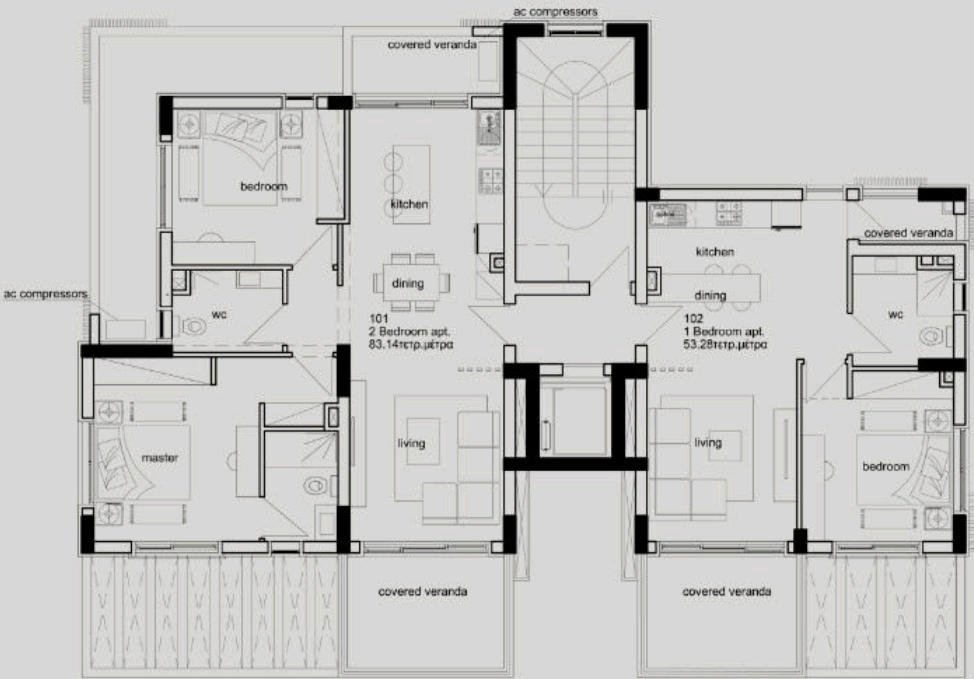 ac compressors
covered veranda
bedroom
kitchen
covered veranda
kitchen
dining
dining
ac compressors
wc
wc
101
2 Bedroom apt.
83.14τετρ.μέτρα
102
1 Bedroom apt.
53.28τετρ.μέτρα
living
living
master
bedroom
covered veranda
covered veranda